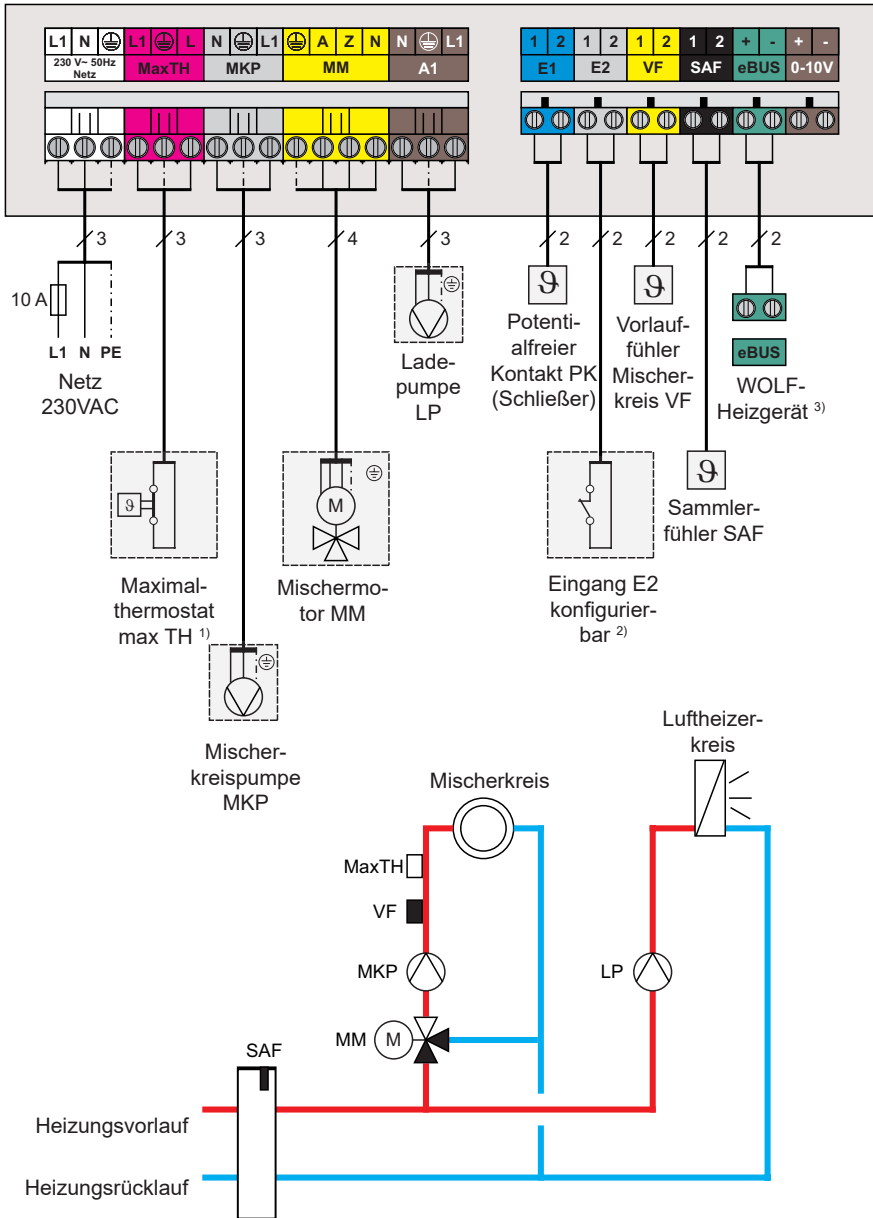 L1 N L1 L N L1 A Z N N L1
230 V~ 50Hz
Netz
MaxTH MKP MM A1
1 2 1 2 1 2 1 2 + - + -
E1 E2 VF SAF eBUS 0-10V
3 3 3 4 3 2 2 2 2 2
10 A
L1 N PE
Netz
230VAC
Maximal-
thermostat
max TH 1)
ϑ
Mischer-
kreispumpe
MKP
M
Mischermo-
tor MM
Lade-
pumpe
LP
ϑ
Potenti-
alfreier
Kontakt PK
(Schließer)
Eingang E2
konfigurier-
bar 2)
ϑ
Vorlauf-
fühler
Mischer-
kreis VF
ϑ
Sammler-
fühler SAF
eBUS
WOLF-
Heizgerät 3)
Luftheizer-
kreis
Mischerkreis
MaxTH
VF
MKP
LP
MM M
SAF
Heizungsvorlauf
Heizungsrücklauf